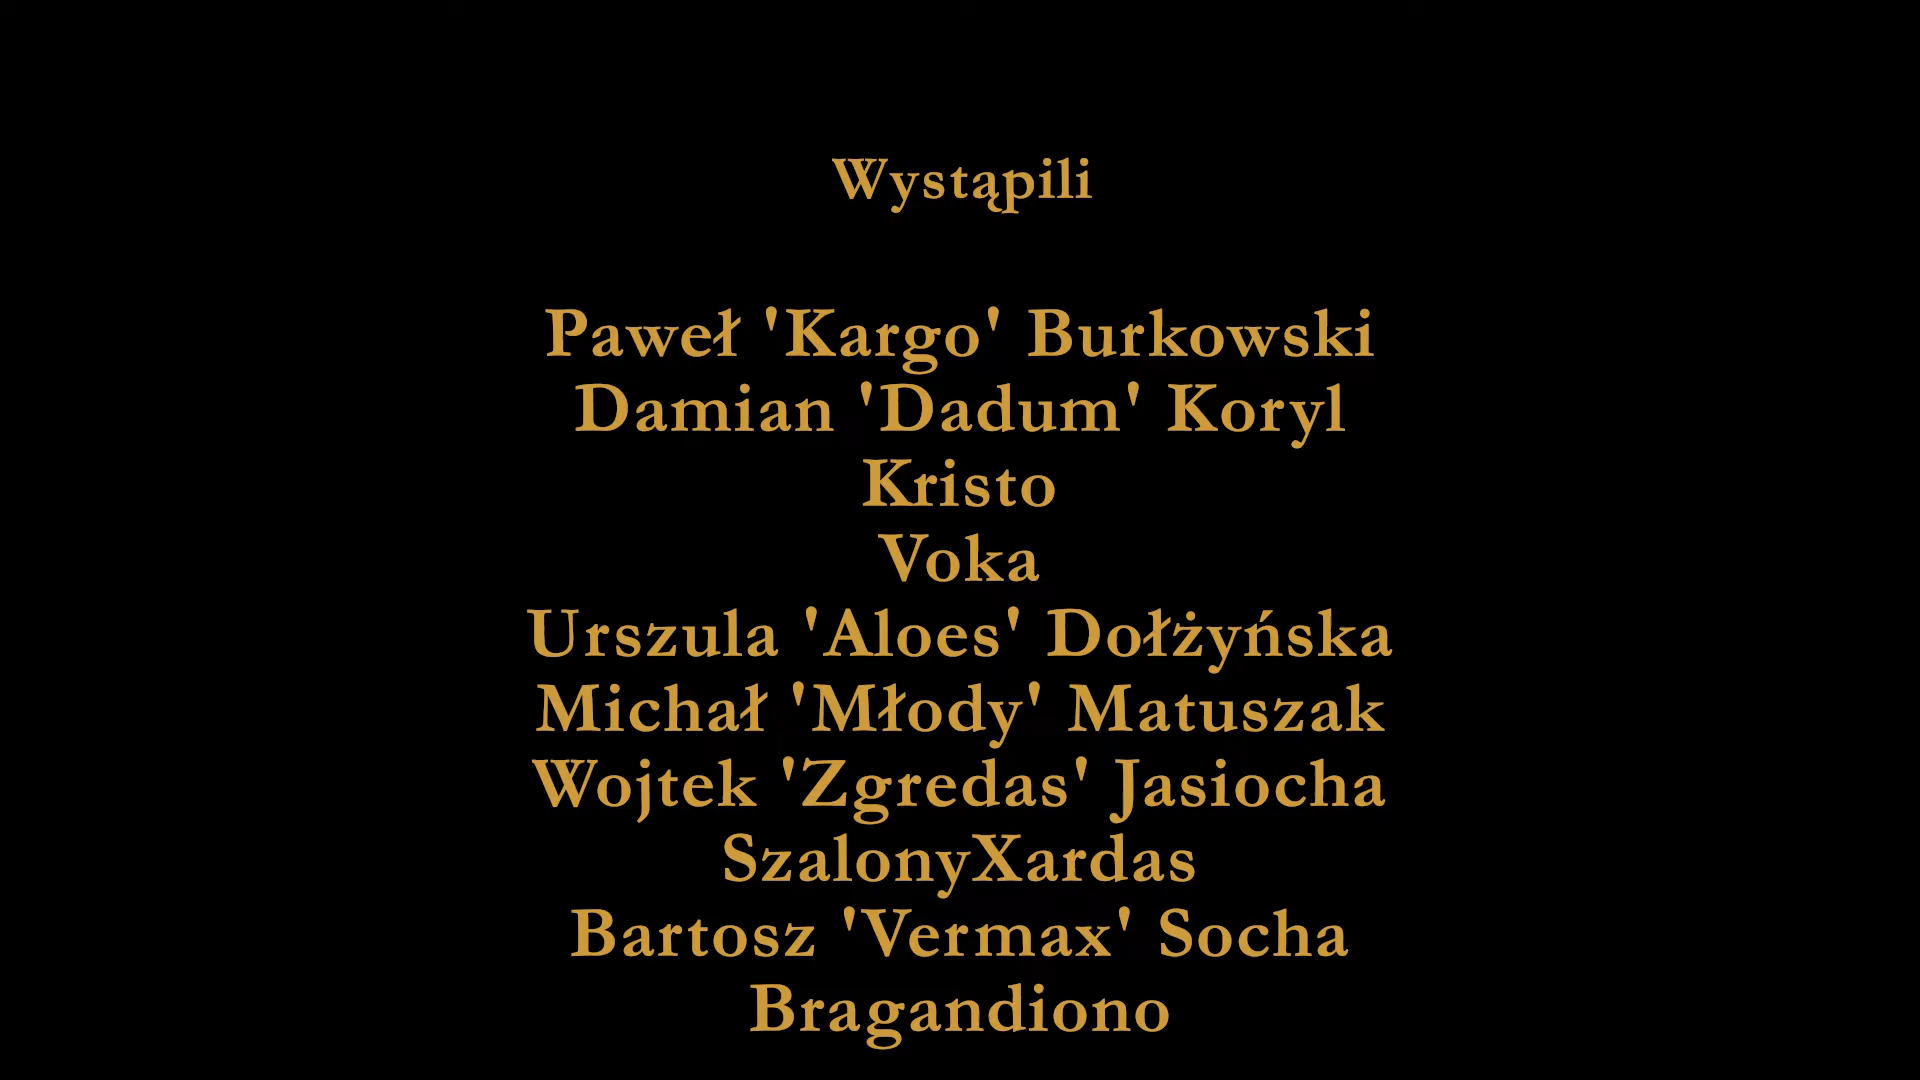 Wystąpili
Paweł 'Kargo' Burkowski
Damian 'Dadum' Koryl
Kristo
Voka
Urszula 'Aloes' Dołżyńska
Michał 'Młody' Matuszak
Wojtek 'Zgredas' Jasiocha
SzalonyXardas
Bartosz 'Vermax' Socha
Bragandiono